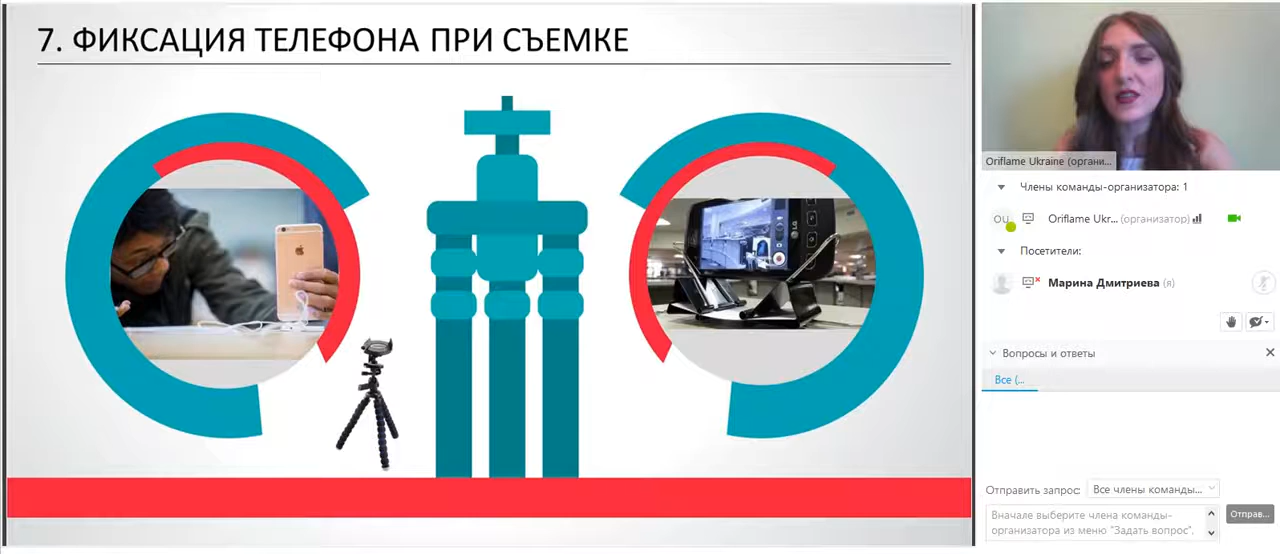 7. ФИКСАЦИЯ ТЕЛЕФОНА ПРИ СЪЕМКЕ
LG
Oriflame Ukraine (органи...
Члены команды-организатора: 1
OU
Oriflame Ukr... (организатор)
Посетители:
Марина Дмитриева (я)
Вопросы и ответы
Все (...
Отправить запрос:
Все члены команды...
Вначале выберите члена команды-
организатора из меню "Задать вопрос",
Отправ...